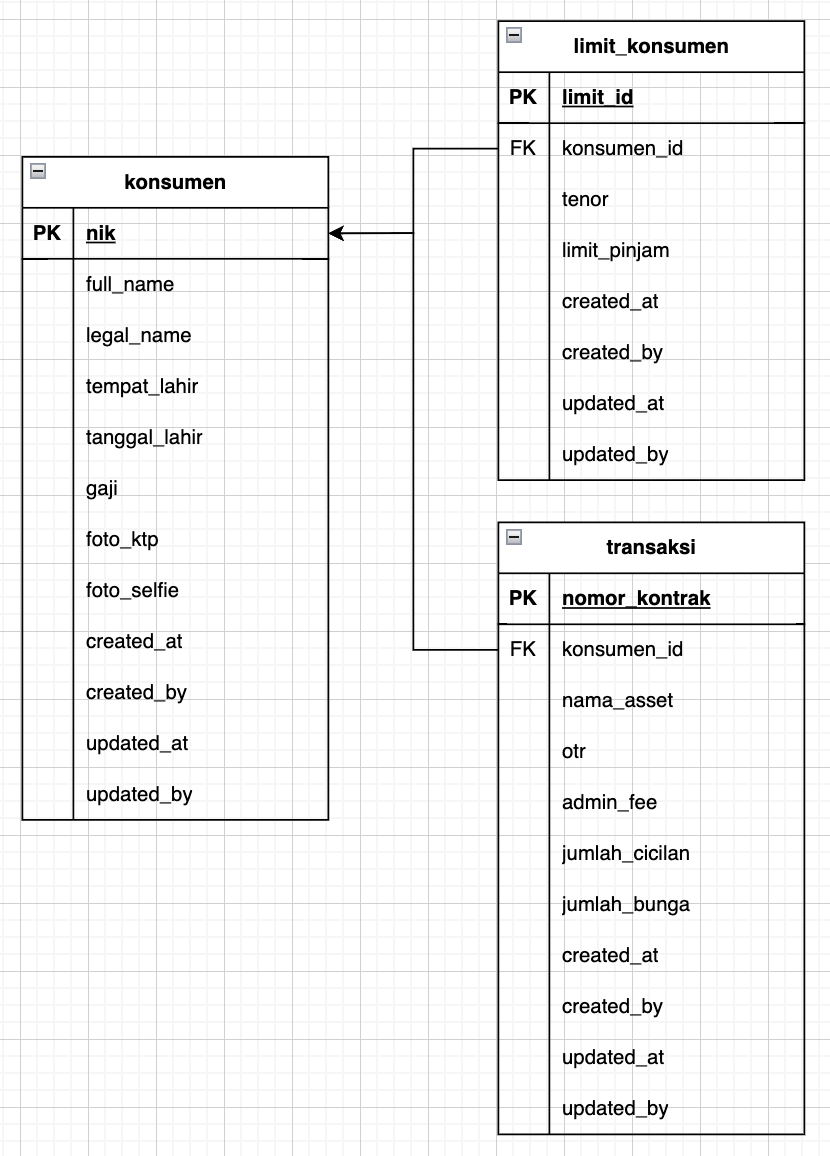 konsumen
PK nik
full_name
legal_name
tempat_lahir
tanggal_lahir
gaji
foto_ktp
foto_selfie
created_at
created_by
updated_at
updated_by
limit_konsumen
PK limit_id
FK konsumen_id
tenor
limit_pinjam
created_at
created_by
updated_at
updated_by
transaksi
PK nomor_kontrak
FK konsumen_id
nama_asset
otr
admin_fee
jumlah_cicilan
jumlah_bunga
created_at
created_by
updated_at
updated_by